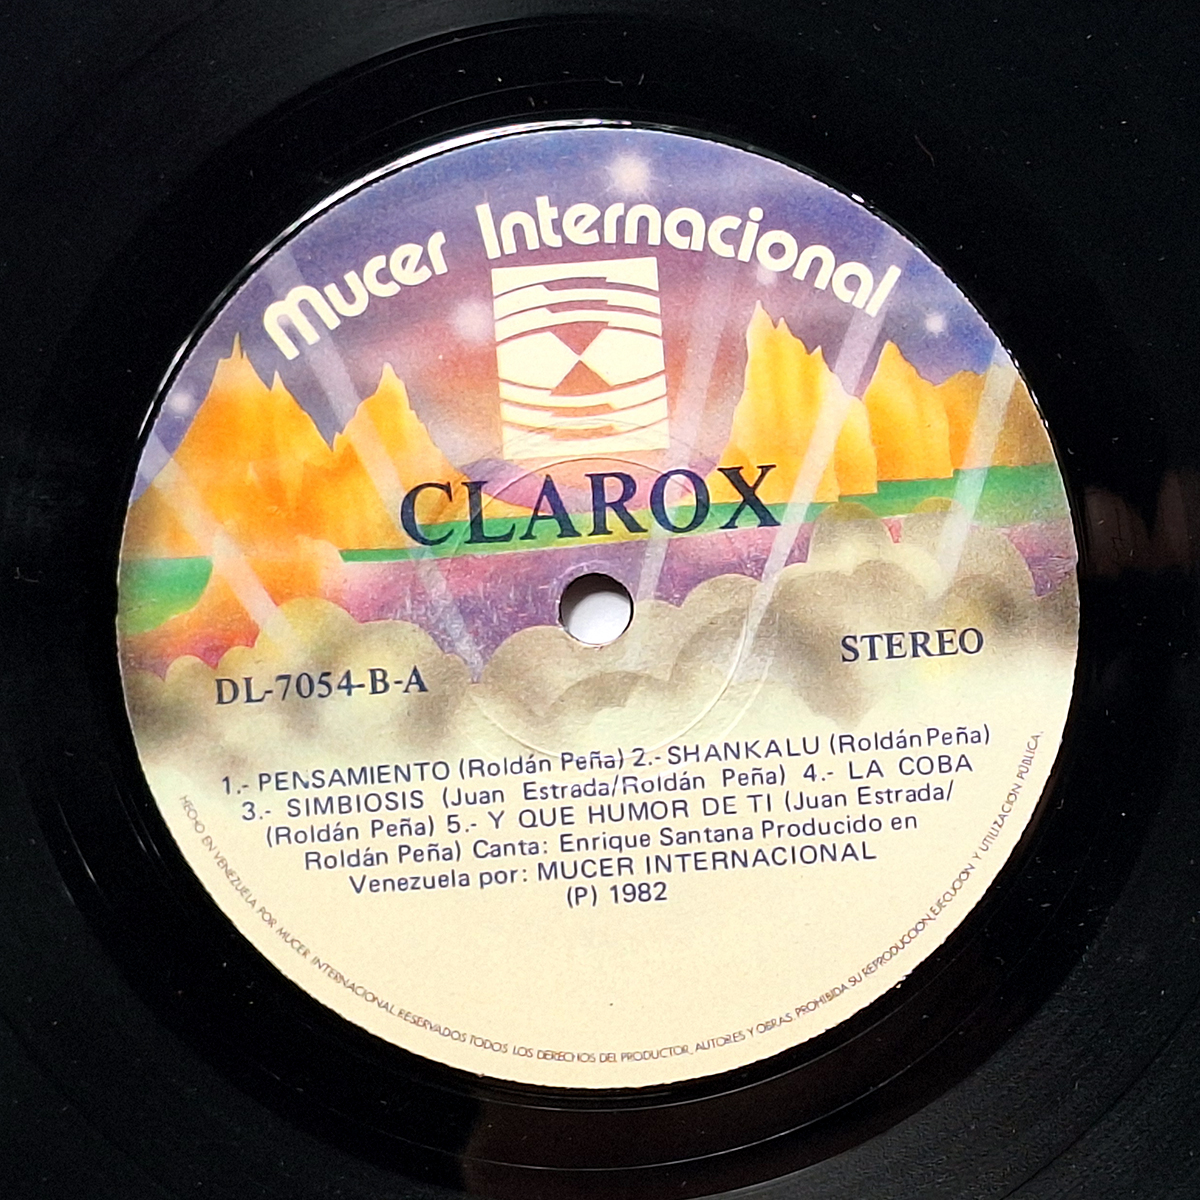 Mucer Internacional
CLAROX
DL-7054-B-A
STEREO
1.- PENSAMIENTO (Roldán Peña) 2.- SHANKALU (Roldán Peña)
3.- SIMBIOSIS (Juan Estrada/Roldán Peña) 4.- LA COBA
(Roldán Peña) 5.- Y QUE HUMOR DE TI (Juan Estrada/
Roldán Peña) Canta: Enrique Santana Producido en
Venezuela por: MUCER INTERNACIONAL
(P) 1982
HECHO EN VENEZUELA POR MUCER INTERNACIONAL RESERVADOS TODOS LOS DERECHOS DEL PRODUCTOR, AUTORES Y OBRAS. PROHIBIDA SU REPRODUCCION, EJECUCION Y UTILIZACION PUBLICA.